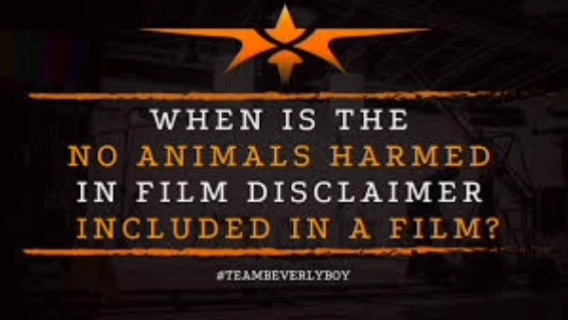 WHEN IS THE
NO ANIMALS HARMED
IN FILM DISCLAIMER
INCLUDED IN A FILM?
#TEAMBEVERLYBOY